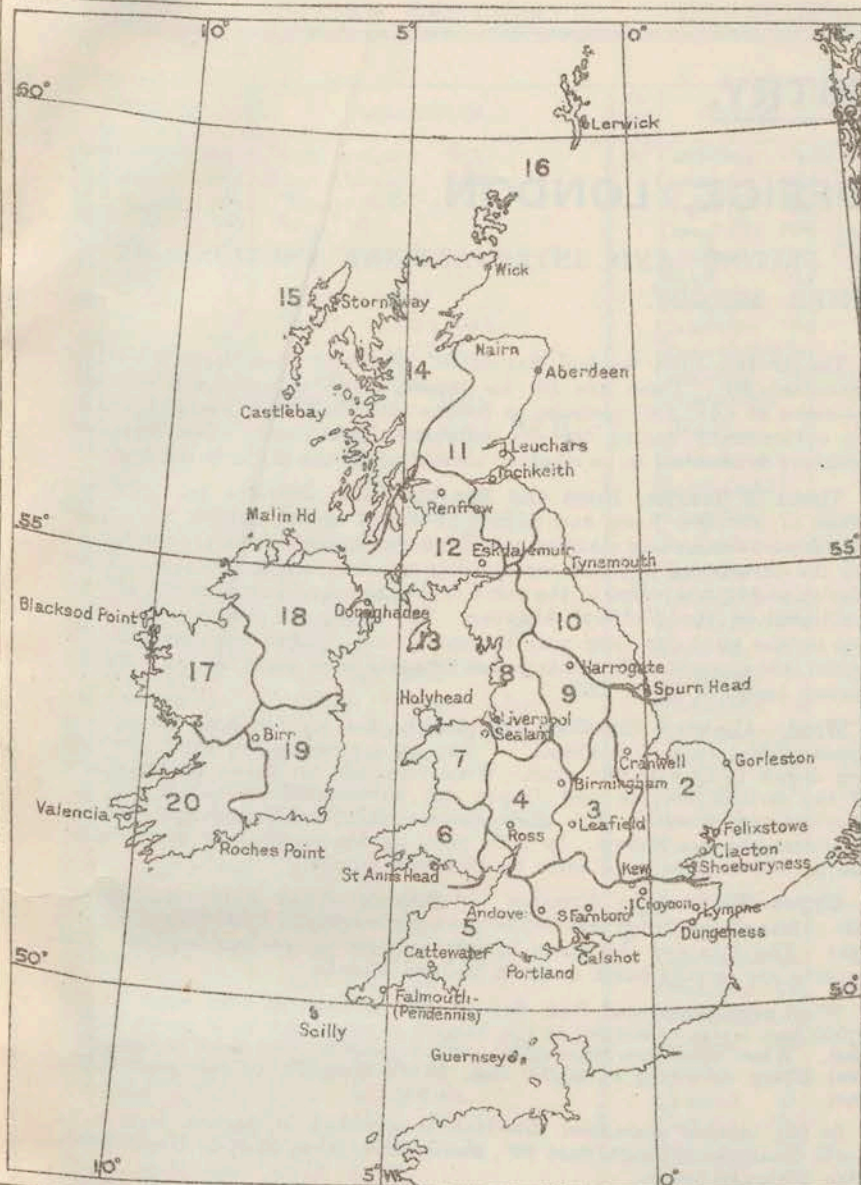 10° 5° 0° 5°
60°
Lerwick
16
Wick
15
Stornoway
Nairn
14
Aberdeen
Castlebay
Leuchars
11
Inchkeith
Renfrew
Malin Hd
55° 55°
12
Eskdalemuir
Tynemouth
Blacksod Point
18
Donaghadee
13
10
17
Harrogate
8
9
Spurn Head
Holyhead
Liverpool
Sealand
Birr
19
Cranwell
Gorleston
7
Birmingham
2
20
4
3
Valencia
Felixstowe
6
Ross
Leafield
Clacton
Roches Point
Shoeburyness
St Anns Head
Kew
Croydon
1
Lympne
Andover
S Farnboro
5
Dungeness
Cattewater
Calshot
Portland
50° 50°
Falmouth
(Pendennis)
Scilly
Guernsey
10° 5°W 0°